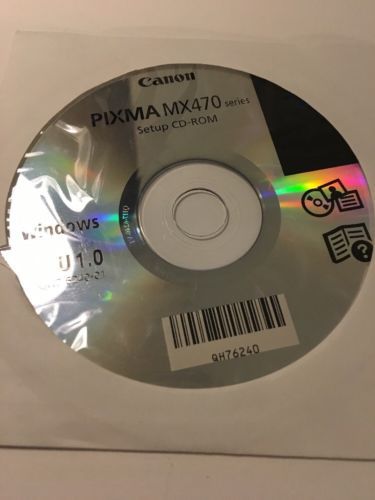 Canon
PIXMA MX470 series
Setup CD-ROM
Windows
U 1.0
QH76240